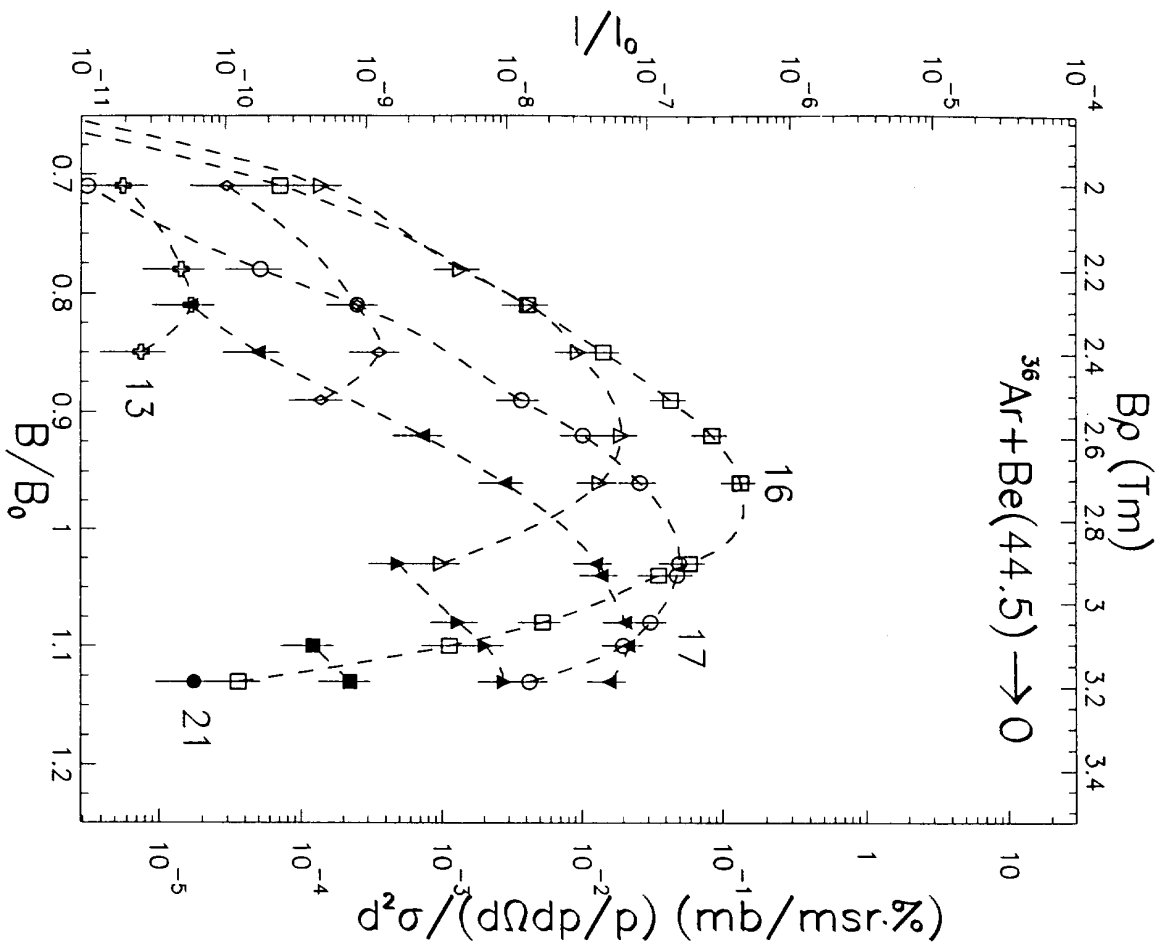 I/I₀
10⁻¹¹ 10⁻¹⁰ 10⁻⁹ 10⁻⁸ 10⁻⁷ 10⁻⁶ 10⁻⁵ 10⁻⁴
Bρ (Tm)
2 2.2 2.4 2.6 2.8 3 3.2 3.4
³⁶Ar+Be(44.5)→O
16
13
17
21
0.7 0.8 0.9 1 1.1 1.2
B/B₀
10⁻⁵ 10⁻⁴ 10⁻³ 10⁻² 10⁻¹ 1 10
d²σ/(dΩdp/p) (mb/msr.%)